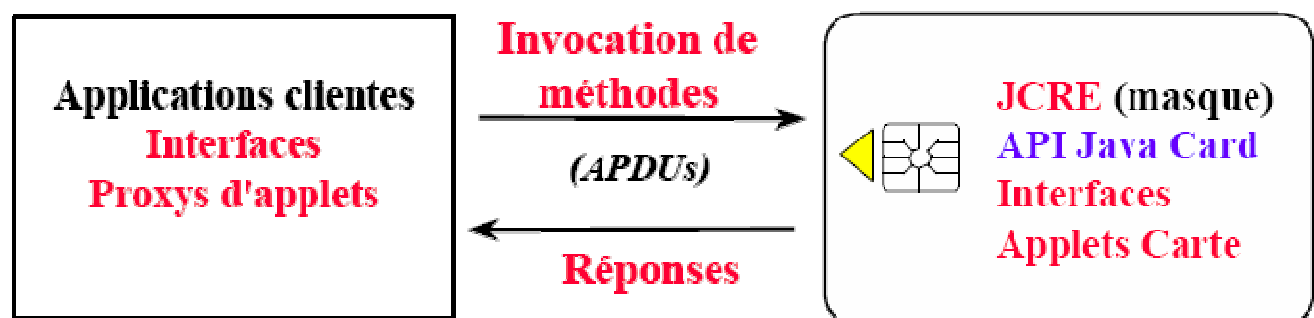 Applications clientes
Interfaces
Proxys d'applets
Invocation de
méthodes
(APDUs)
Réponses
JCRE (masque)
API Java Card
Interfaces
Applets Carte